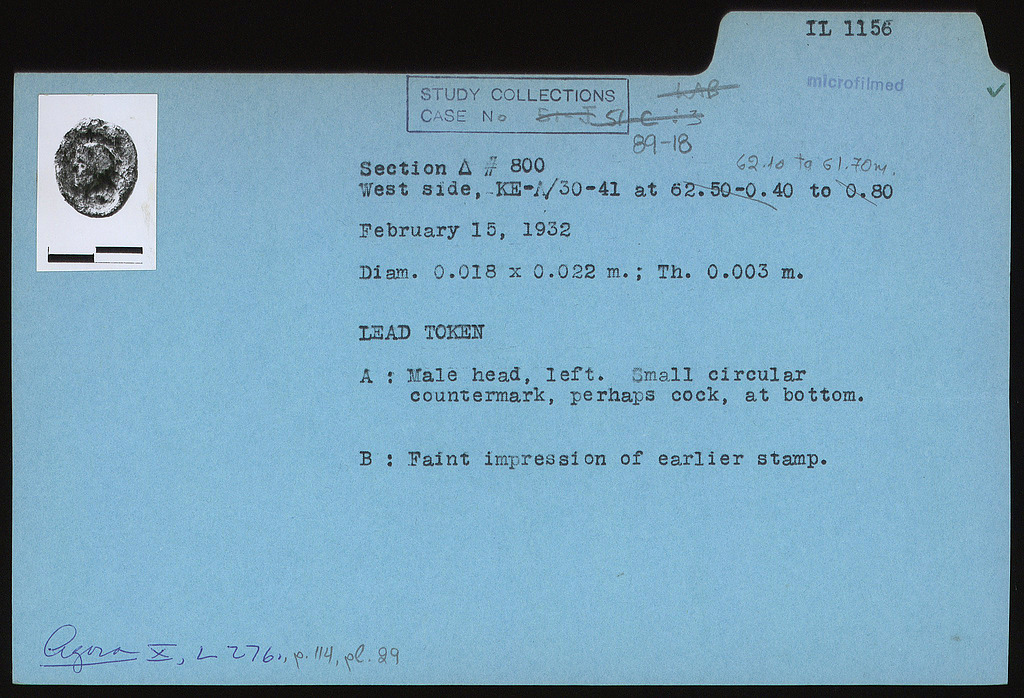 IL 1156
microfilmed ✓
STUDY COLLECTIONS LAB
CASE No 51 C 13
89-18
Section Δ # 800
62.10 to 61.70m.
West side, KE-Λ/30-41 at 62.50-0.40 to 0.80
February 15, 1932
Diam. 0.018 x 0.022 m.; Th. 0.003 m.
LEAD TOKEN
A : Male head, left. Small circular
countermark, perhaps cock, at bottom.
B : Faint impression of earlier stamp.
Agora X, L 276, p. 114, pl. 29